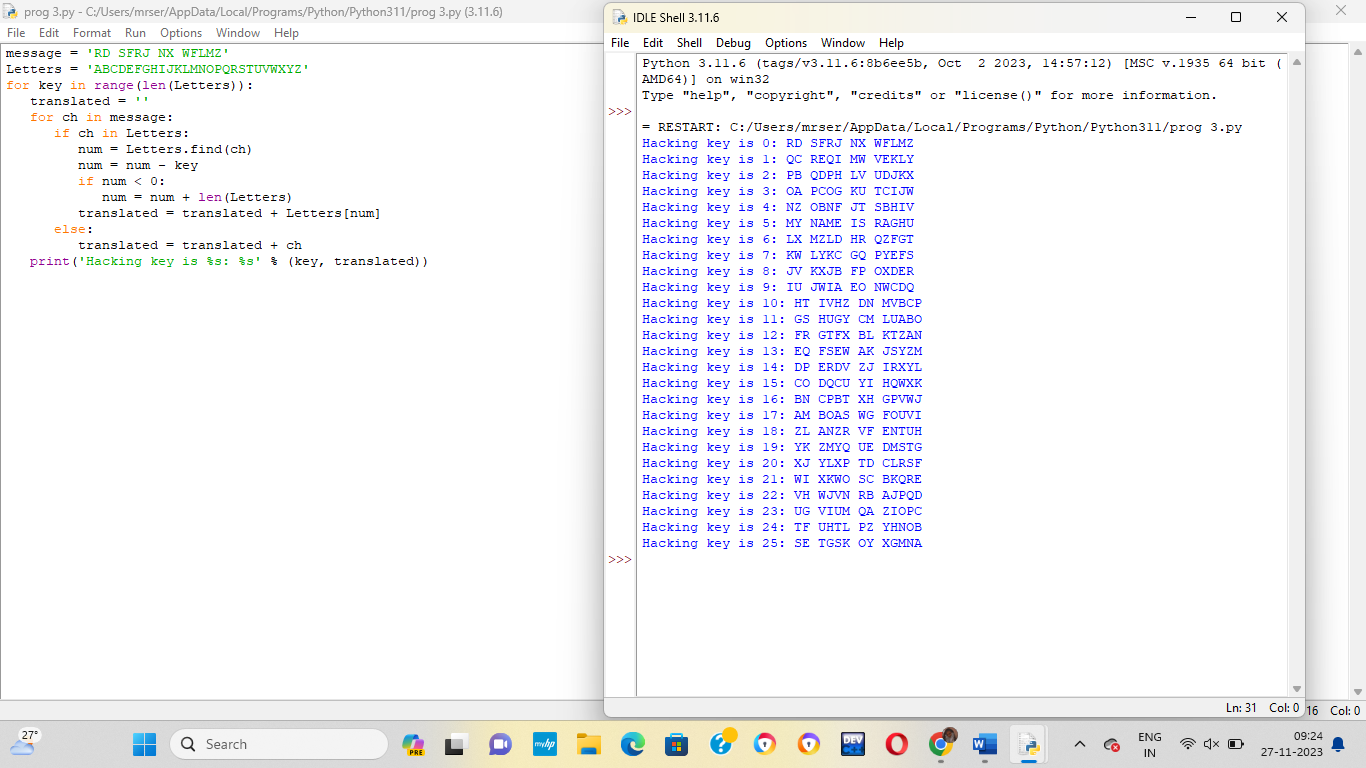 prog 3.py - C:/Users/mrser/AppData/Local/Programs/Python/Python311/prog 3.py (3.11.6)
File Edit Format Run Options Window Help
message = 'RD SFRJ NX WFLMZ'
Letters = 'ABCDEFGHIJKLMNOPQRSTUVWXYZ'
for key in range(len(Letters)):
   translated = ''
   for ch in message:
      if ch in Letters:
         num = Letters.find(ch)
         num = num - key
         if num < 0:
            num = num + len(Letters)
         translated = translated + Letters[num]
      else:
         translated = translated + ch
   print('Hacking key is %s: %s' % (key, translated))
IDLE Shell 3.11.6
File Edit Shell Debug Options Window Help
Python 3.11.6 (tags/v3.11.6:8b6ee5b, Oct  2 2023, 14:57:12) [MSC v.1935 64 bit (
AMD64)] on win32
Type "help", "copyright", "credits" or "license()" for more information.
>>>
= RESTART: C:/Users/mrser/AppData/Local/Programs/Python/Python311/prog 3.py
Hacking key is 0: RD SFRJ NX WFLMZ
Hacking key is 1: QC REQI MW VEKLY
Hacking key is 2: PB QDPH LV UDJKX
Hacking key is 3: OA PCOG KU TCIJW
Hacking key is 4: NZ OBNF JT SBHIV
Hacking key is 5: MY NAME IS RAGHU
Hacking key is 6: LX MZLD HR QZFGT
Hacking key is 7: KW LYKC GQ PYEFS
Hacking key is 8: JV KXJB FP OXDER
Hacking key is 9: IU JWIA EO NWCDQ
Hacking key is 10: HT IVHZ DN MVBCP
Hacking key is 11: GS HUGY CM LUABO
Hacking key is 12: FR GTFX BL KTZAN
Hacking key is 13: EQ FSEW AK JSYZM
Hacking key is 14: DP ERDV ZJ IRXYL
Hacking key is 15: CO DQCU YI HQWXK
Hacking key is 16: BN CPBT XH GPVWJ
Hacking key is 17: AM BOAS WG FOUVI
Hacking key is 18: ZL ANZR VF ENTUH
Hacking key is 19: YK ZMYQ UE DMSTG
Hacking key is 20: XJ YLXP TD CLRSF
Hacking key is 21: WI XKWO SC BKQRE
Hacking key is 22: VH WJVN RB AJPQD
Hacking key is 23: UG VIUM QA ZIOPC
Hacking key is 24: TF UHTL PZ YHNOB
Hacking key is 25: SE TGSK OY XGMNA
>>>
Ln: 31 Col: 0
16 Col: 0
27°
Search
PRE
myhp
DEV
ENG
IN
09:24
27-11-2023